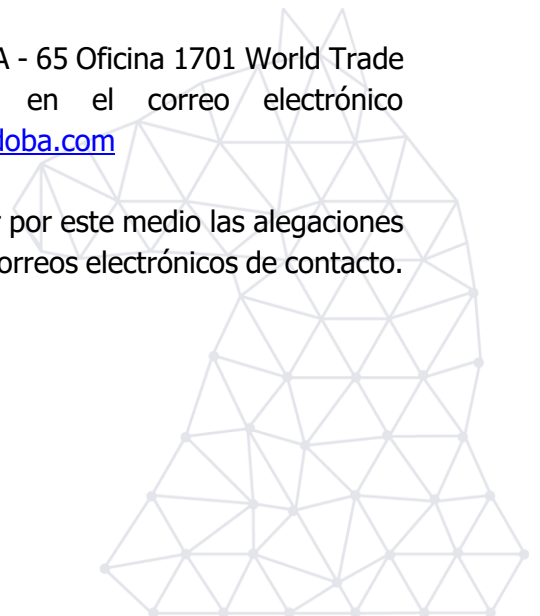 A - 65 Oficina 1701 World Trade
en el correo electrónico
doba.com
por este medio las alegaciones
orreos electrónicos de contacto.